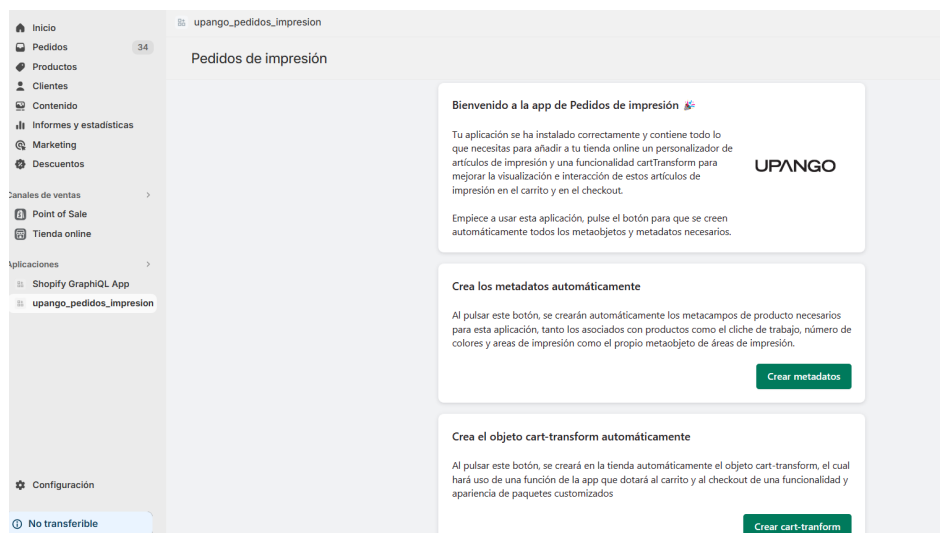 Inicio
Pedidos 34
Productos
Clientes
Contenido
Informes y estadísticas
Marketing
Descuentos
Canales de ventas
Point of Sale
Tienda online
Aplicaciones
Shopify GraphiQL App
upango_pedidos_impresion
Configuración
No transferible
upango_pedidos_impresion
Pedidos de impresión
Bienvenido a la app de Pedidos de impresión 🎉
Tu aplicación se ha instalado correctamente y contiene todo lo
que necesitas para añadir a tu tienda online un personalizador de
artículos de impresión y una funcionalidad cartTransform para
mejorar la visualización e interacción de estos artículos de
impresión en el carrito y en el checkout.
Empiece a usar esta aplicación, pulse el botón para que se creen
automáticamente todos los metaobjetos y metadatos necesarios.
UPANGO
Crea los metadatos automáticamente
Al pulsar este botón, se crearán automáticamente los metacampos de producto necesarios
para esta aplicación, tanto los asociados con productos como el cliche de trabajo, número de
colores y areas de impresión como el propio metaobjeto de áreas de impresión.
Crear metadatos
Crea el objeto cart-transform automáticamente
Al pulsar este botón, se creará en la tienda automáticamente el objeto cart-transform, el cual
hará uso de una función de la app que dotará al carrito y al checkout de una funcionalidad y
apariencia de paquetes customizados
Crear cart-tranform